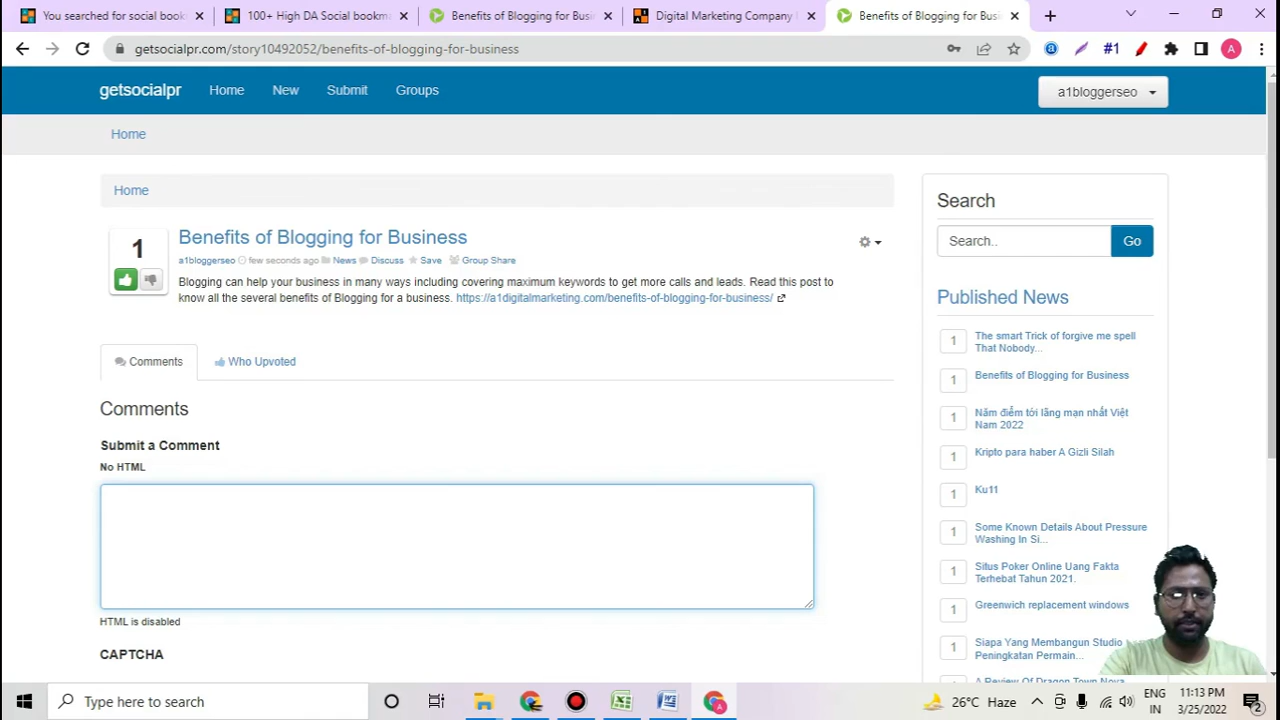 You searched for social book
100+ High DA Social bookm
Benefits of Blogging for Busi
Digital Marketing Company
Benefits of Blogging for Busi
getsocialpr.com/story10492052/benefits-of-blogging-for-business
#1
A
getsocialpr
Home
New
Submit
Groups
a1bloggerseo
Home
Home
1
Benefits of Blogging for Business
a1bloggerseo few seconds ago News Discuss Save Group Share
Blogging can help your business in many ways including covering maximum keywords to get more calls and leads. Read this post to
know all the several benefits of Blogging for a business. https://a1digitalmarketing.com/benefits-of-blogging-for-business/
Comments
Who Upvoted
Comments
Submit a Comment
No HTML
HTML is disabled
CAPTCHA
Search
Search..
Go
Published News
1
The smart Trick of forgive me spell
That Nobody...
1
Benefits of Blogging for Business
1
Năm điểm tới lãng mạn nhất Việt
Nam 2022
1
Kripto para haber A Gizli Silah
1
Ku11
1
Some Known Details About Pressure
Washing In Si...
1
Situs Poker Online Uang Fakta
Terhebat Tahun 2021.
1
Greenwich replacement windows
1
Siapa Yang Membangun Studio
Peningkatan Permain...
A Review Of Dragon Town Nova
Type here to search
26°C Haze
ENG
IN
11:13 PM
3/25/2022
2